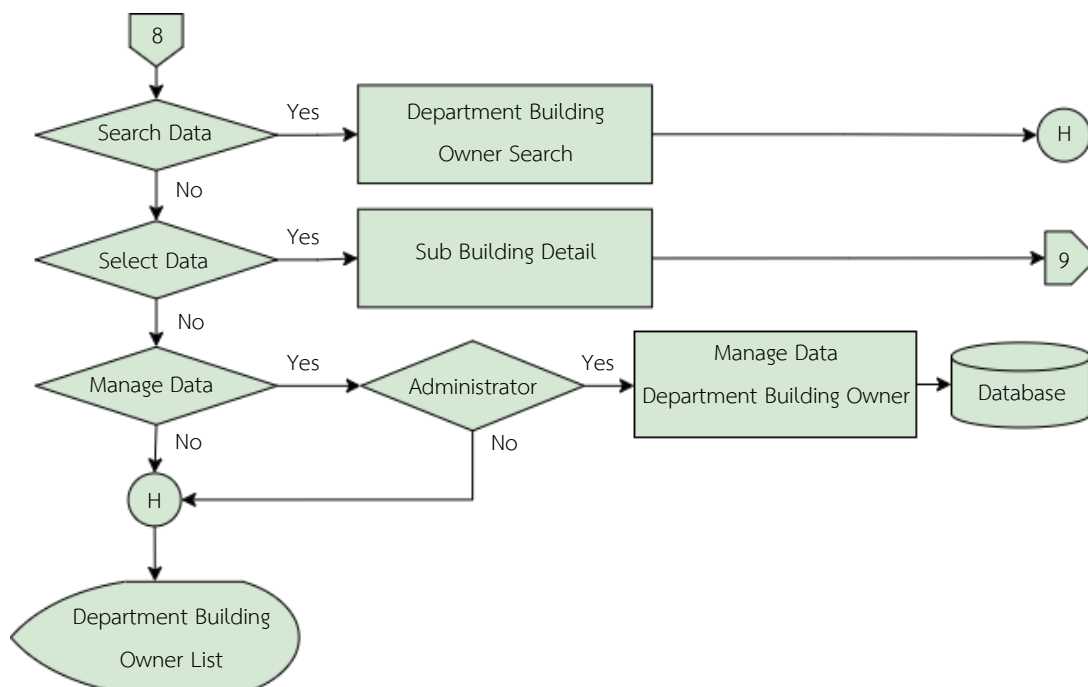 8
Search Data
Yes
Department Building
Owner Search
H
No
Select Data
Yes
Sub Building Detail
9
No
Manage Data
Yes
Administrator
Yes
Manage Data
Department Building Owner
Database
No
No
H
Department Building
Owner List